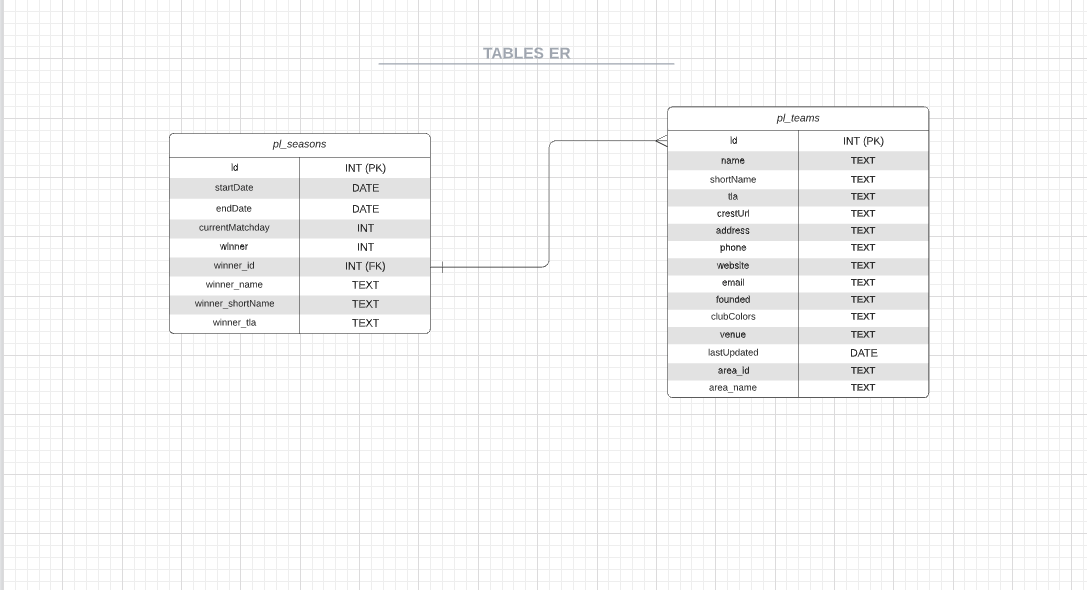 TABLES ER
pl_seasons
id INT (PK)
startDate DATE
endDate DATE
currentMatchday INT
winner INT
winner_id INT (FK)
winner_name TEXT
winner_shortName TEXT
winner_tla TEXT
pl_teams
id INT (PK)
name TEXT
shortName TEXT
tla TEXT
crestUrl TEXT
address TEXT
phone TEXT
website TEXT
email TEXT
founded TEXT
clubColors TEXT
venue TEXT
lastUpdated DATE
area_id TEXT
area_name TEXT